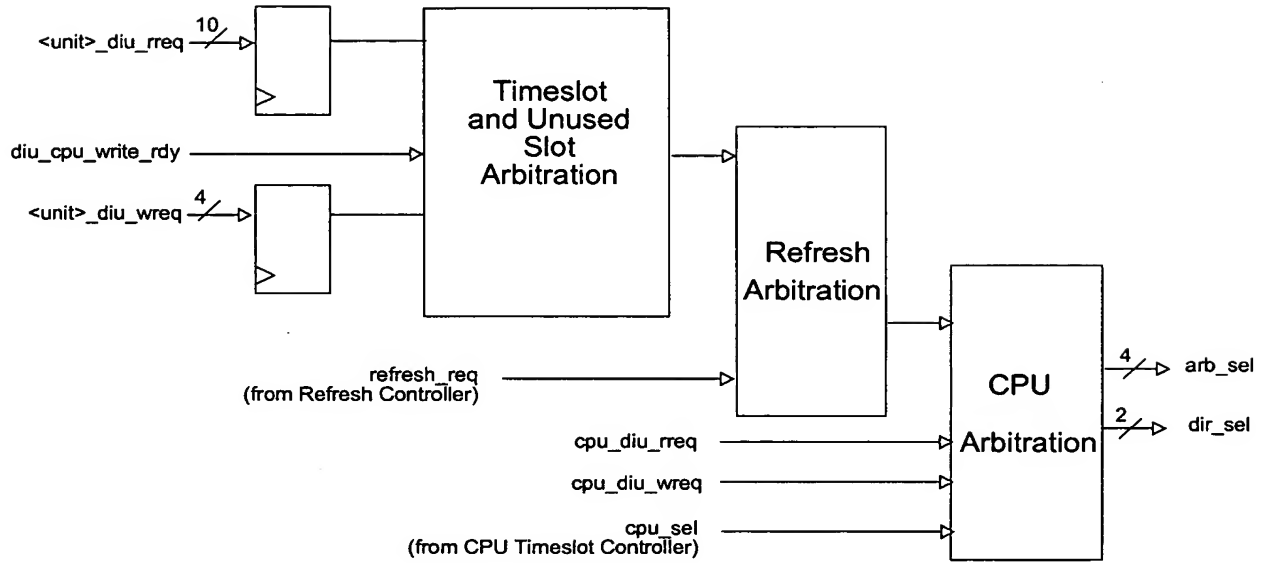 <unit>_diu_rreq
10
Timeslot
and Unused
Slot
Arbitration
diu_cpu_write_rdy
<unit>_diu_wreq
4
Refresh
Arbitration
refresh_req
(from Refresh Controller)
CPU
Arbitration
4
arb_sel
2
dir_sel
cpu_diu_rreq
cpu_diu_wreq
cpu_sel
(from CPU Timeslot Controller)